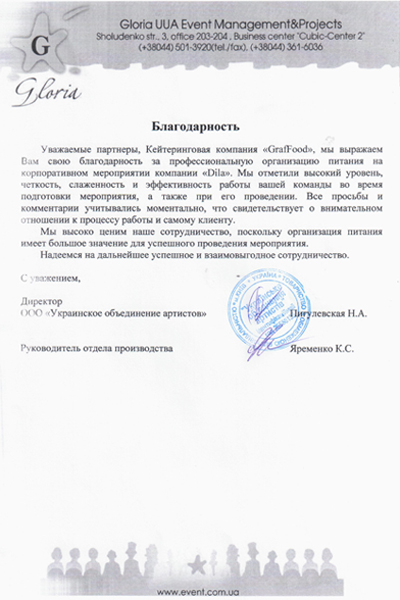 Gloria UUA Event Management&Projects
Sholudenko str., 3, office 203-204 , Business center "Cubic-Center 2"
(+38044) 501-3920(tel./fax), (+38044) 361-6036
G
Gloria
Благодарность
Уважаемые партнеры, Кейтеринговая компания «GrafFood», мы выражаем
Вам свою благодарность за профессиональную организацию питания на
корпоративном мероприятии компании «Dila». Мы отметили высокий уровень,
четкость, слаженность и эффективность работы вашей команды во время
подготовки мероприятия, а также при его проведении. Все просьбы и
комментарии учитывались моментально, что свидетельствует о внимательном
отношении к процессу работы и самому клиенту.
Мы высоко ценим наше сотрудничество, поскольку организация питания
имеет большое значение для успешного проведения мероприятия.
Надеемся на дальнейшее успешное и взаимовыгодное сотрудничество.
С уважением,
Директор
ООО «Украинское объединение артистов» Пигулевская Н.А.
Руководитель отдела производства Яременко К.С.
www.event.com.ua